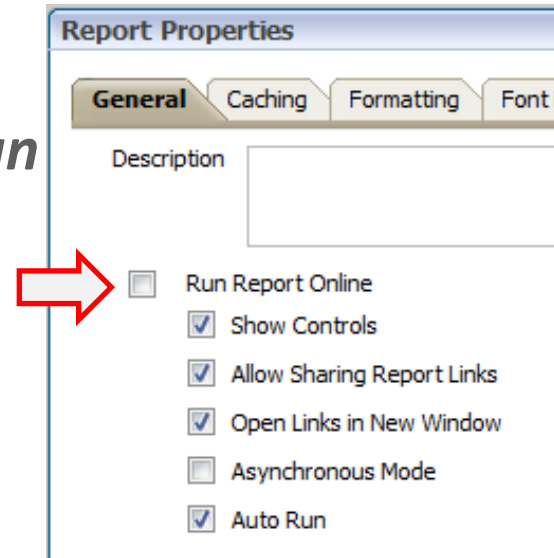 Report Properties
General Caching Formatting Font
Description
Run Report Online
Show Controls
Allow Sharing Report Links
Open Links in New Window
Asynchronous Mode
Auto Run